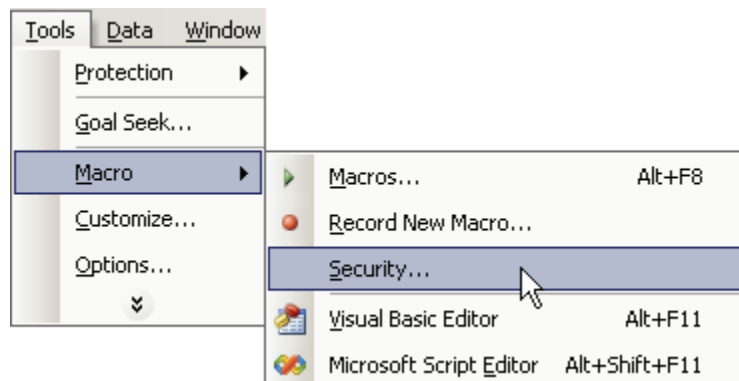 Tools Data Window
Protection
Goal Seek...
Macro
Customize...
Options...
Macros... Alt+F8
Record New Macro...
Security...
Visual Basic Editor Alt+F11
Microsoft Script Editor Alt+Shift+F11